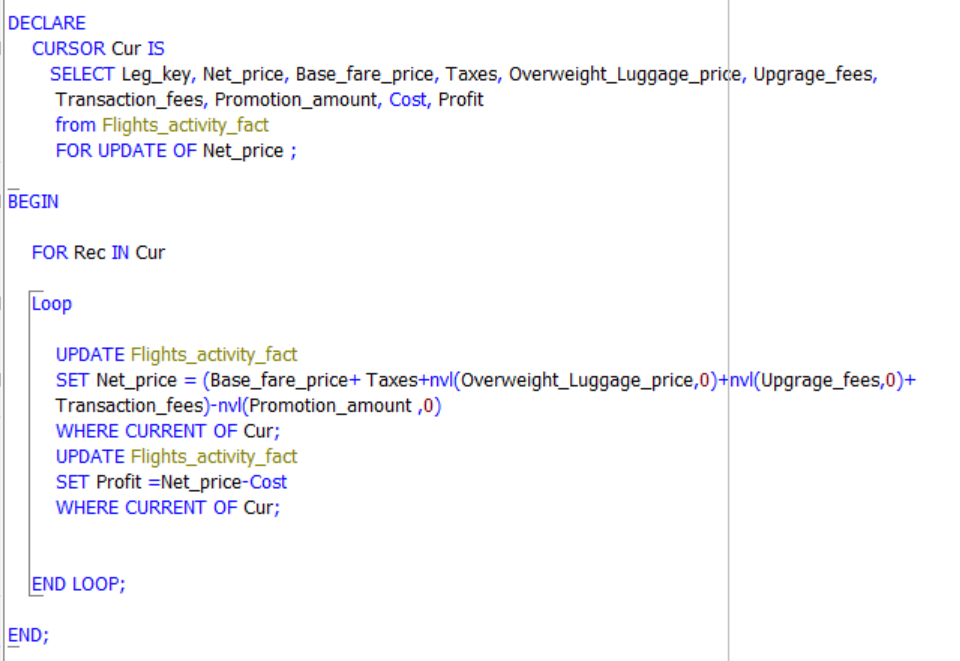 DECLARE
CURSOR Cur IS
SELECT Leg_key, Net_price, Base_fare_price, Taxes, Overweight_Luggage_price, Upgrage_fees,
Transaction_fees, Promotion_amount, Cost, Profit
from Flights_activity_fact
FOR UPDATE OF Net_price ;
BEGIN
FOR Rec IN Cur
Loop
UPDATE Flights_activity_fact
SET Net_price = (Base_fare_price+ Taxes+nvl(Overweight_Luggage_price,0)+nvl(Upgrage_fees,0)+
Transaction_fees)-nvl(Promotion_amount ,0)
WHERE CURRENT OF Cur;
UPDATE Flights_activity_fact
SET Profit =Net_price-Cost
WHERE CURRENT OF Cur;
END LOOP;
END;